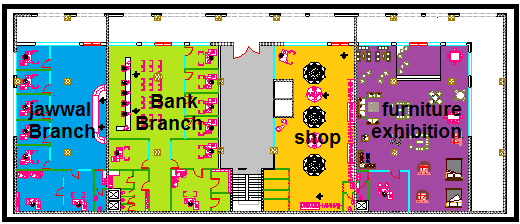 jawwal
Branch
Bank
Branch
shop
furniture
exhibition